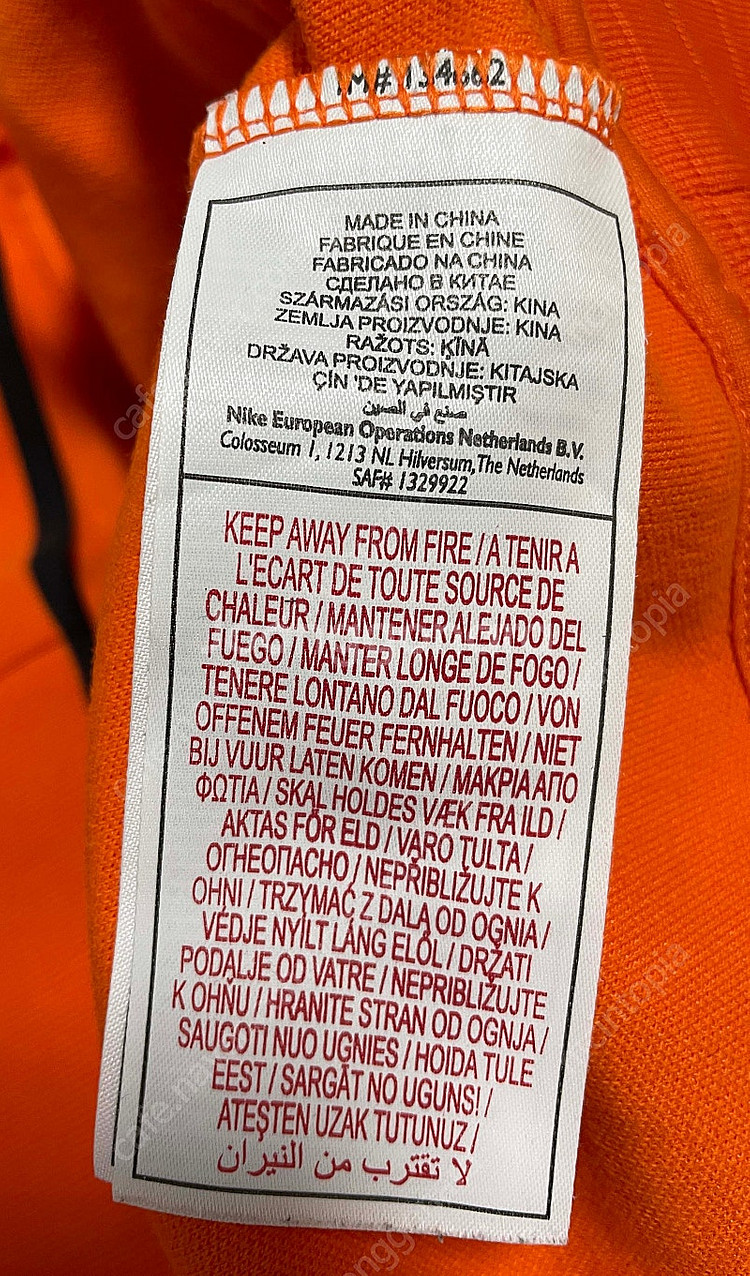 MADE IN CHINA
FABRIQUE EN CHINE
FABRICADO NA CHINA
СДЕЛАНО В КИТАЕ
SZÁRMAZÁSI ORSZÁG: KINA
ZEMLJA PROIZVODNJE: KINA
RAŽOTS: ĶĪNĀ
DRŽAVA PROIZVODNJE: KITAJSKA
ÇİN 'DE YAPILMIŞTIR
صنع في الصين
Nike European Operations Netherlands B.V.
Colosseum 1, 1213 NL Hilversum, The Netherlands
SAF# 1329922
KEEP AWAY FROM FIRE / A TENIR A
L'ECART DE TOUTE SOURCE DE
CHALEUR / MANTENER ALEJADO DEL
FUEGO / MANTER LONGE DE FOGO /
TENERE LONTANO DAL FUOCO / VON
OFFENEM FEUER FERNHALTEN / NIET
BIJ VUUR LATEN KOMEN / ΜΑΚΡΙΑ ΑΠΟ
ΦΩΤΙΑ / SKAL HOLDES VÆK FRA ILD /
AKTAS FÖR ELD / VARO TULTA /
ОГНЕОПАСНО / NEPŘIBLIŽUJTE K
OHNI / TRZYMAĆ Z DALA OD OGNIA /
VÉDJE NYÍLT LÁNG ELŐL / DRŽATI
PODALJE OD VATRE / NEPRIBLIŽUJTE
K OHŇU / HRANITE STRAN OD OGNJA /
SAUGOTI NUO UGNIES / HOIDA TULE
EEST / SARGĀT NO UGUNS! /
ATEŞTEN UZAK TUTUNUZ /
لا تقترب من النيران